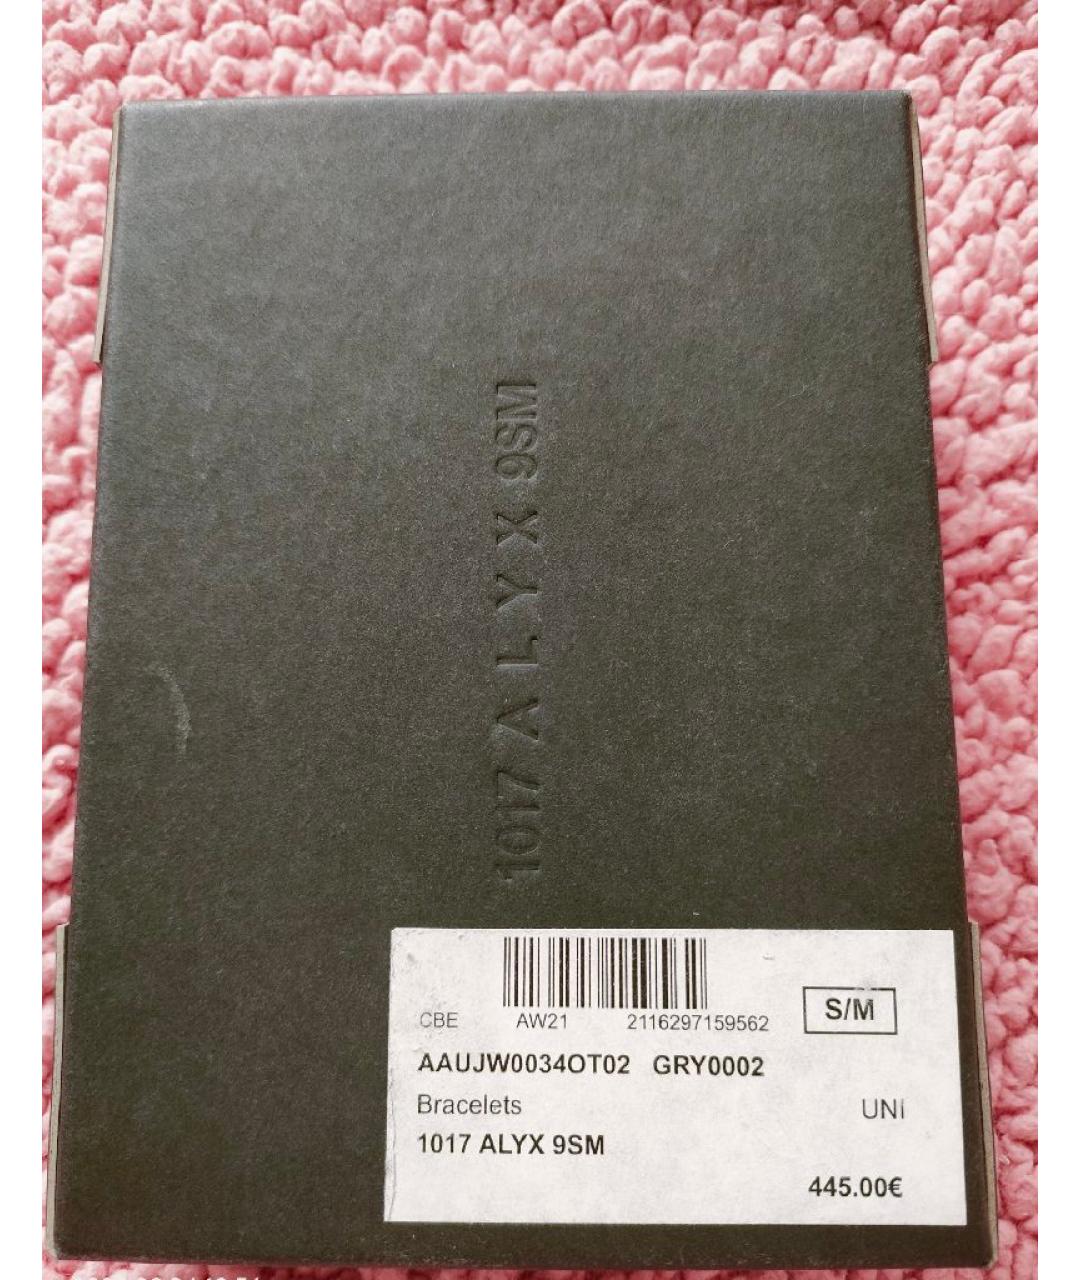 1017 ALYX 9SM
CBE AW21 2116297159562 S/M
AAUJW0034OT02 GRY0002
Bracelets UNI
1017 ALYX 9SM
445.00€